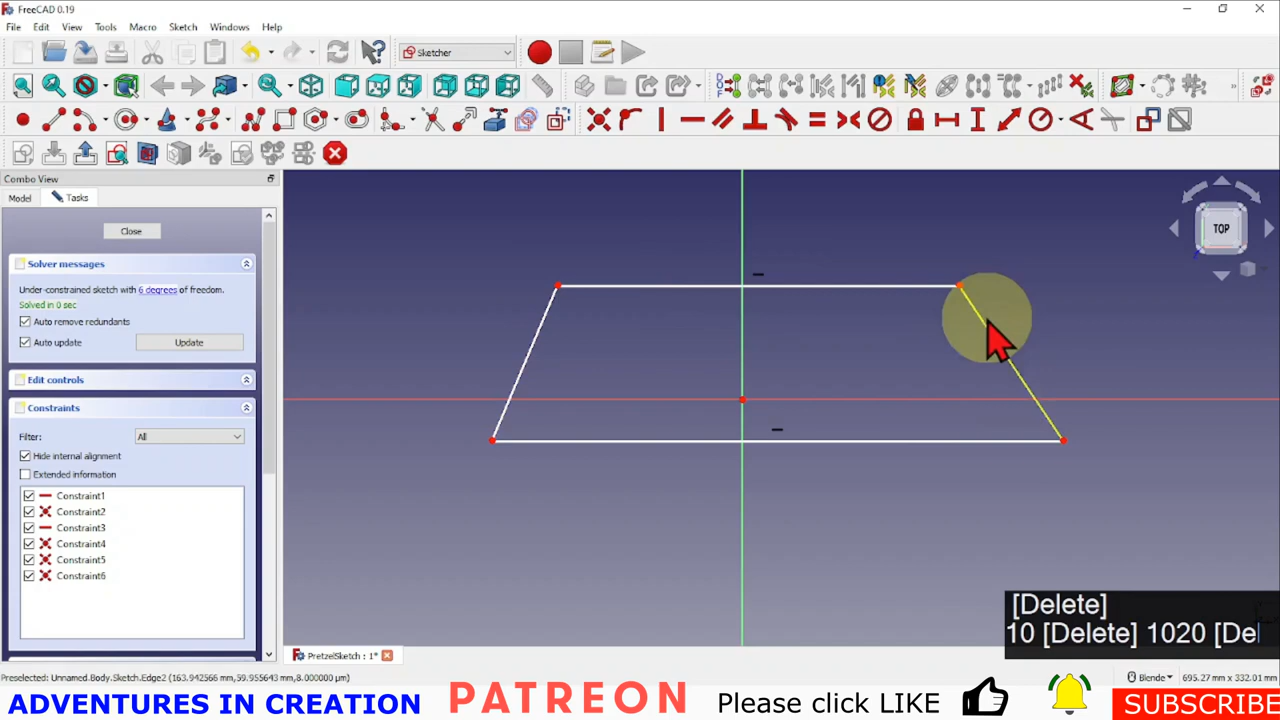 FreeCAD 0.19
File Edit View Tools Macro Sketch Windows Help
Sketcher
Combo View
Model Tasks
Close
Solver messages
Under-constrained sketch with 6 degrees of freedom.
Solved in 0 sec
Auto remove redundants
Auto update Update
Edit controls
Constraints
Filter: All
Hide internal alignment
Extended information
Constraint1
Constraint2
Constraint3
Constraint4
Constraint5
Constraint6
TOP
[Delete]
10 [Delete] 1020 [Del
PretzelSketch : 1*
Preselected: Unnamed.Body.Sketch.Edge2 (163.942566 mm,59.955643 mm,8.000000 µm)
Blende 695.27 mm x 332.01 mm
ADVENTURES IN CREATION PATREON Please click LIKE SUBSCRIBE